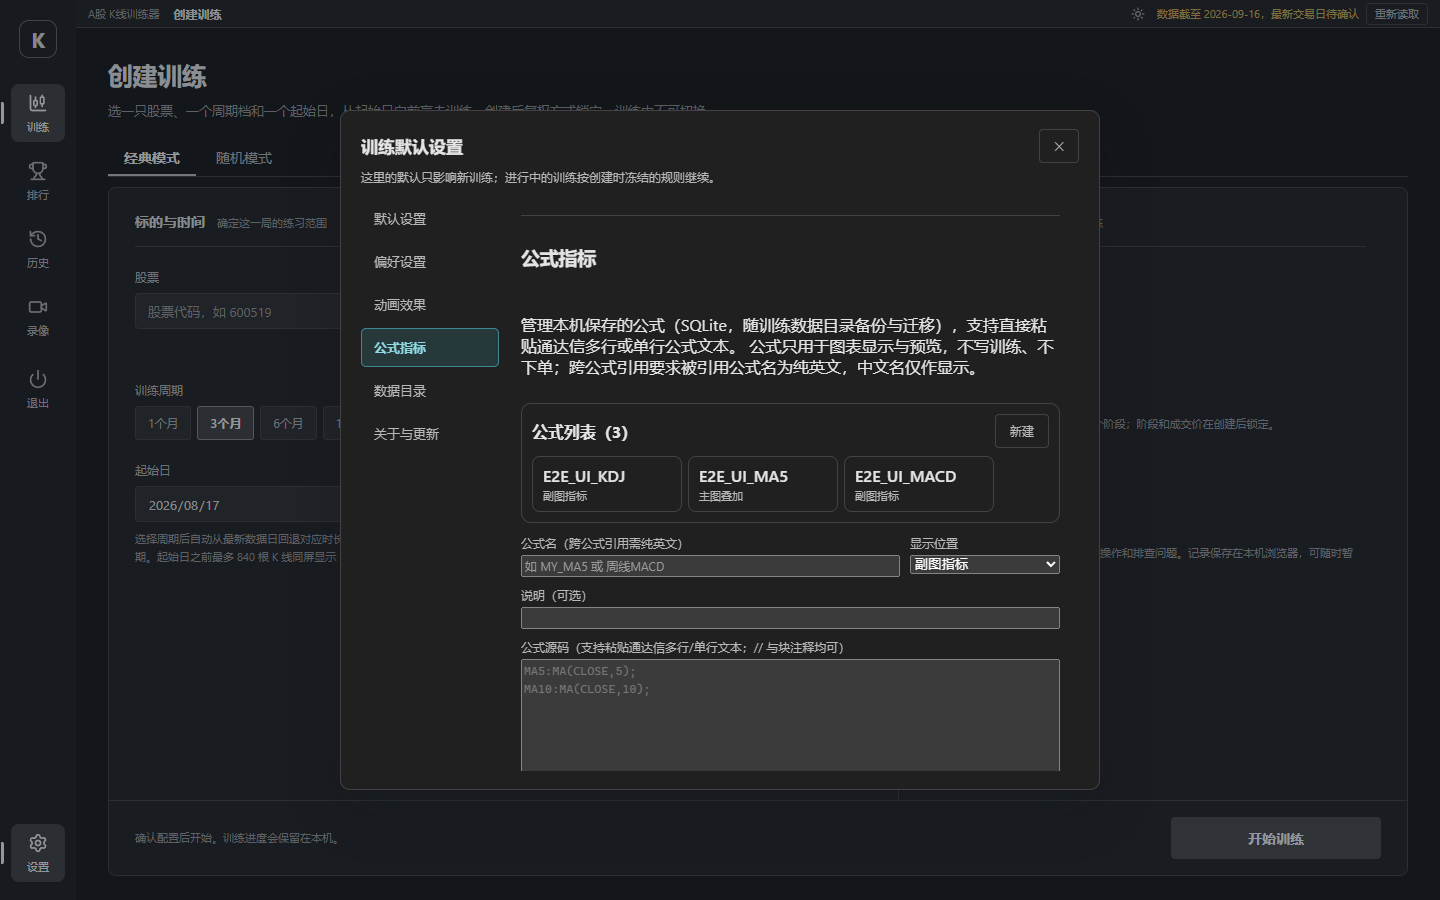 A股 K线训练器 创建训练
数据截至 2026-09-16，最新交易日待确认 重新读取
K
训练
排行
历史
录像
退出
设置
创建训练
选一只股票、一个周期档和一个起始日，
经典模式 随机模式
标的与时间 确定这一局的练习范围
股票
股票代码，如 600519
训练周期
1个月 3个月 6个月 1
起始日
2026/08/17
选择周期后自动从最新数据日回退对应时长
期。起始日之前最多 840 根 K 线同屏显示
个阶段；阶段和成交价在创建后锁定。
操作和排查问题。记录保存在本机浏览器，可随时暂
确认配置后开始。训练进度会保留在本机。
开始训练
训练默认设置
×
这里的默认只影响新训练；进行中的训练按创建时冻结的规则继续。
默认设置
偏好设置
动画效果
公式指标
数据目录
关于与更新
公式指标
管理本机保存的公式（SQLite，随训练数据目录备份与迁移），支持直接粘
贴通达信多行或单行公式文本。 公式只用于图表显示与预览，不写训练、不
下单；跨公式引用要求被引用公式名为纯英文，中文名仅作显示。
公式列表（3）
新建
E2E_UI_KDJ
副图指标
E2E_UI_MA5
主图叠加
E2E_UI_MACD
副图指标
公式名（跨公式引用需纯英文） 显示位置
如 MY_MA5 或 周线MACD 副图指标
说明（可选）
公式源码（支持粘贴通达信多行/单行文本；// 与块注释均可）
MA5:MA(CLOSE,5);
MA10:MA(CLOSE,10);